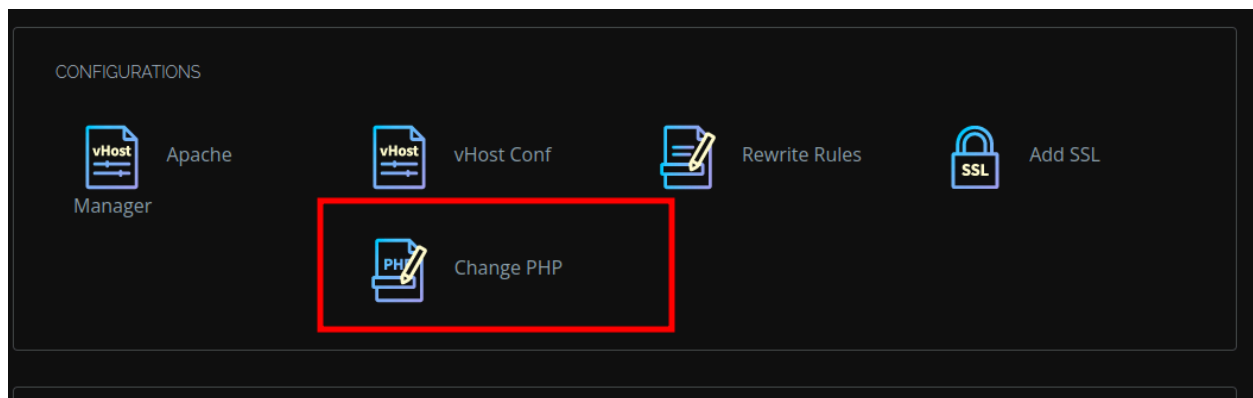 CONFIGURATIONS
vHost Apache vHost vHost Conf Rewrite Rules SSL Add SSL
Manager
PHP Change PHP